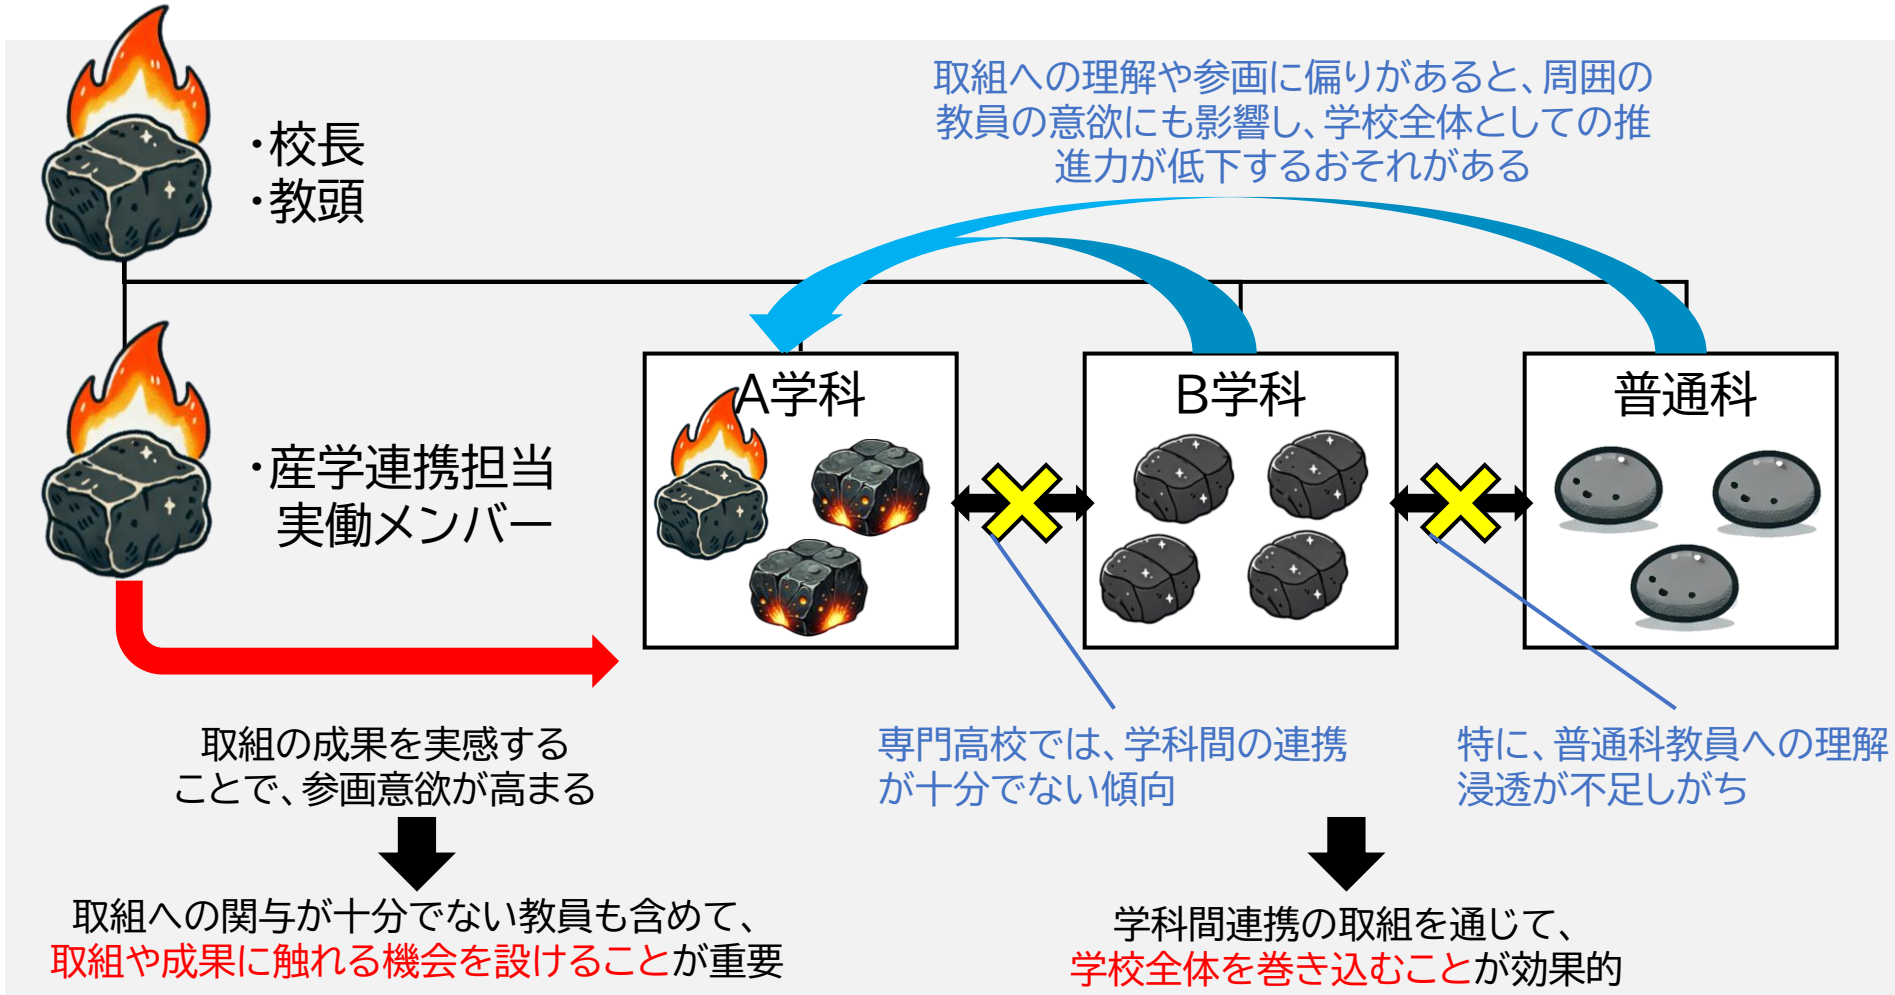 ・校長
・教頭
取組への理解や参画に偏りがあると、周囲の
教員の意欲にも影響し、学校全体としての推
進力が低下するおそれがある
・産学連携担当
実働メンバー
A学科
B学科
普通科
取組の成果を実感する
ことで、参画意欲が高まる
専門高校では、学科間の連携
が十分でない傾向
特に、普通科教員への理解
浸透が不足しがち
取組への関与が十分でない教員も含めて、
取組や成果に触れる機会を設けることが重要
学科間連携の取組を通じて、
学校全体を巻き込むことが効果的